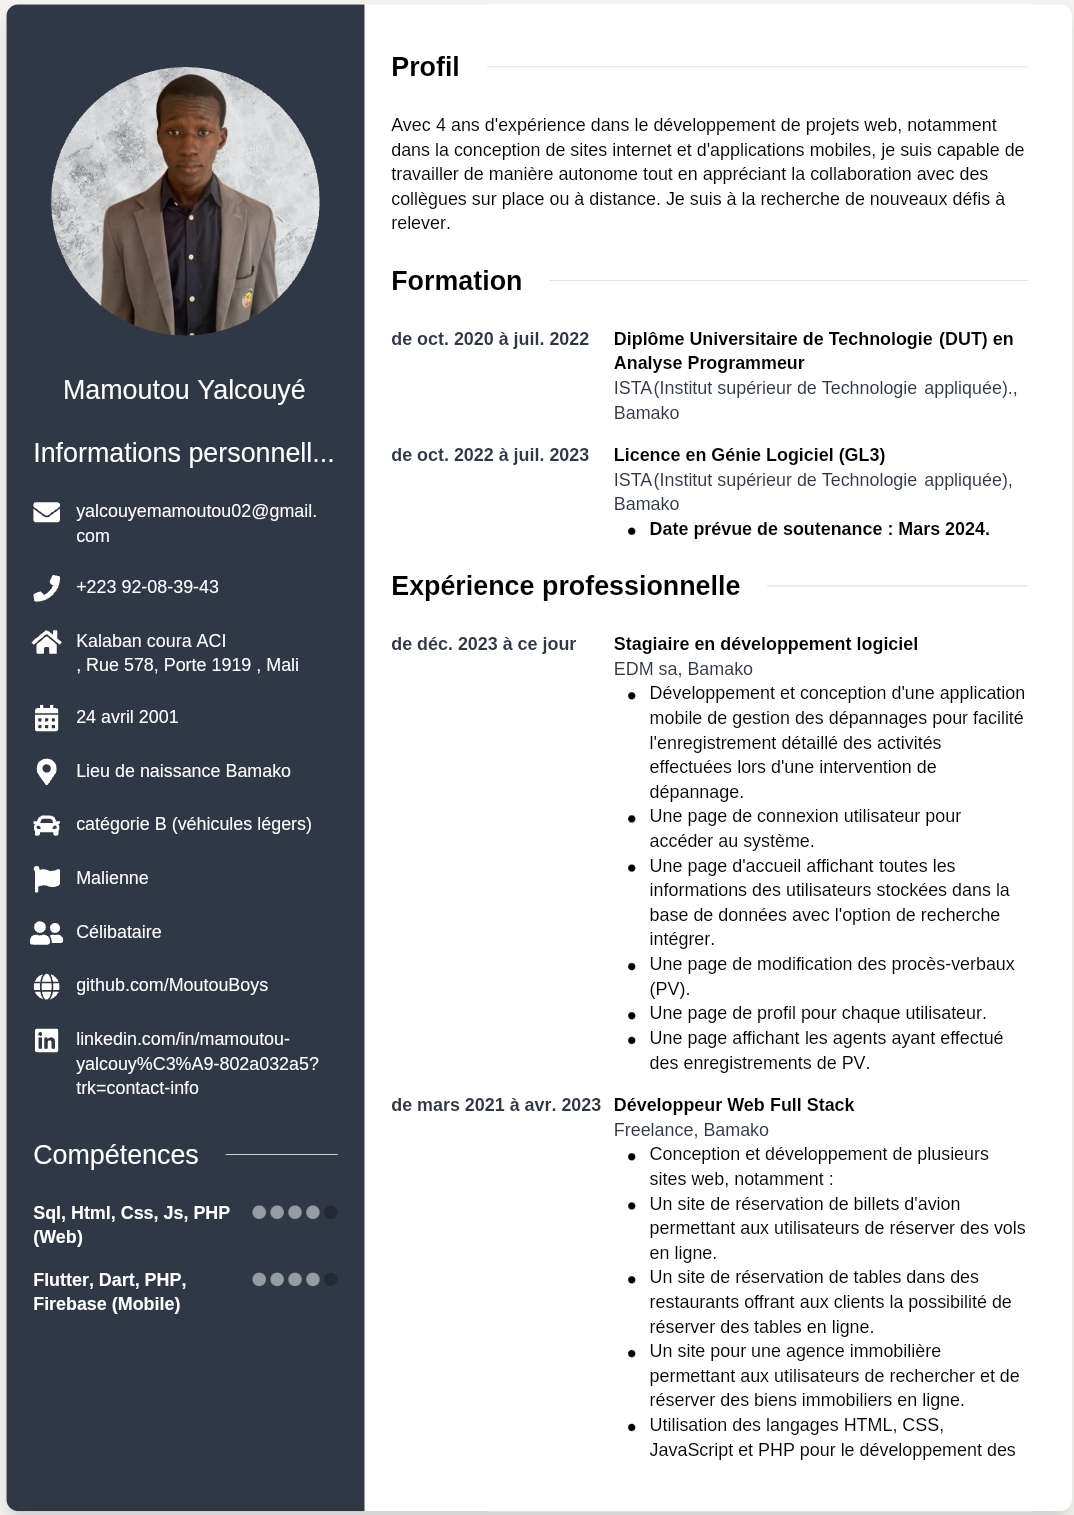 Mamoutou Yalcouyé
Informations personnell...
yalcouyemamoutou02@gmail.
com
+223 92-08-39-43
Kalaban coura ACI
, Rue 578, Porte 1919 , Mali
24 avril 2001
Lieu de naissance Bamako
catégorie B (véhicules légers)
Malienne
Célibataire
github.com/MoutouBoys
linkedin.com/in/mamoutou-
yalcouy%C3%A9-802a032a5?
trk=contact-info
Compétences
Sql, Html, Css, Js, PHP
(Web)
Flutter, Dart, PHP,
Firebase (Mobile)
Profil
Avec 4 ans d'expérience dans le développement de projets web, notamment
dans la conception de sites internet et d'applications mobiles, je suis capable de
travailler de manière autonome tout en appréciant la collaboration avec des
collègues sur place ou à distance. Je suis à la recherche de nouveaux défis à
relever.
Formation
de oct. 2020 à juil. 2022 Diplôme Universitaire de Technologie (DUT) en
Analyse Programmeur
ISTA(Institut supérieur de Technologie appliquée).,
Bamako
de oct. 2022 à juil. 2023 Licence en Génie Logiciel (GL3)
ISTA(Institut supérieur de Technologie appliquée),
Bamako
● Date prévue de soutenance : Mars 2024.
Expérience professionnelle
de déc. 2023 à ce jour Stagiaire en développement logiciel
EDM sa, Bamako
● Développement et conception d'une application
mobile de gestion des dépannages pour facilité
l'enregistrement détaillé des activités
effectuées lors d'une intervention de
dépannage.
● Une page de connexion utilisateur pour
accéder au système.
● Une page d'accueil affichant toutes les
informations des utilisateurs stockées dans la
base de données avec l'option de recherche
intégrer.
● Une page de modification des procès-verbaux
(PV).
● Une page de profil pour chaque utilisateur.
● Une page affichant les agents ayant effectué
des enregistrements de PV.
de mars 2021 à avr. 2023 Développeur Web Full Stack
Freelance, Bamako
● Conception et développement de plusieurs
sites web, notamment :
● Un site de réservation de billets d'avion
permettant aux utilisateurs de réserver des vols
en ligne.
● Un site de réservation de tables dans des
restaurants offrant aux clients la possibilité de
réserver des tables en ligne.
● Un site pour une agence immobilière
permettant aux utilisateurs de rechercher et de
réserver des biens immobiliers en ligne.
● Utilisation des langages HTML, CSS,
JavaScript et PHP pour le développement des